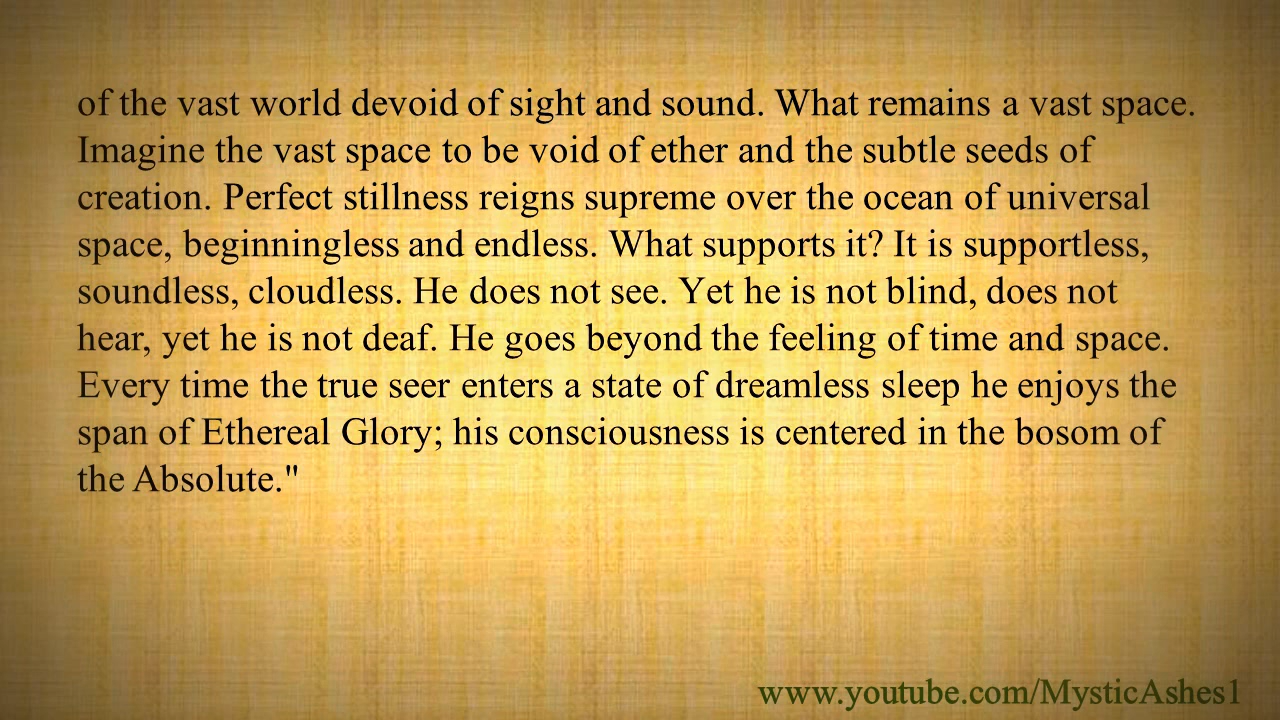 of the vast world devoid of sight and sound. What remains a vast space.
Imagine the vast space to be void of ether and the subtle seeds of
creation. Perfect stillness reigns supreme over the ocean of universal
space, beginningless and endless. What supports it? It is supportless,
soundless, cloudless. He does not see. Yet he is not blind, does not
hear, yet he is not deaf. He goes beyond the feeling of time and space.
Every time the true seer enters a state of dreamless sleep he enjoys the
span of Ethereal Glory; his consciousness is centered in the bosom of
the Absolute."
www.youtube.com/MysticAshes1